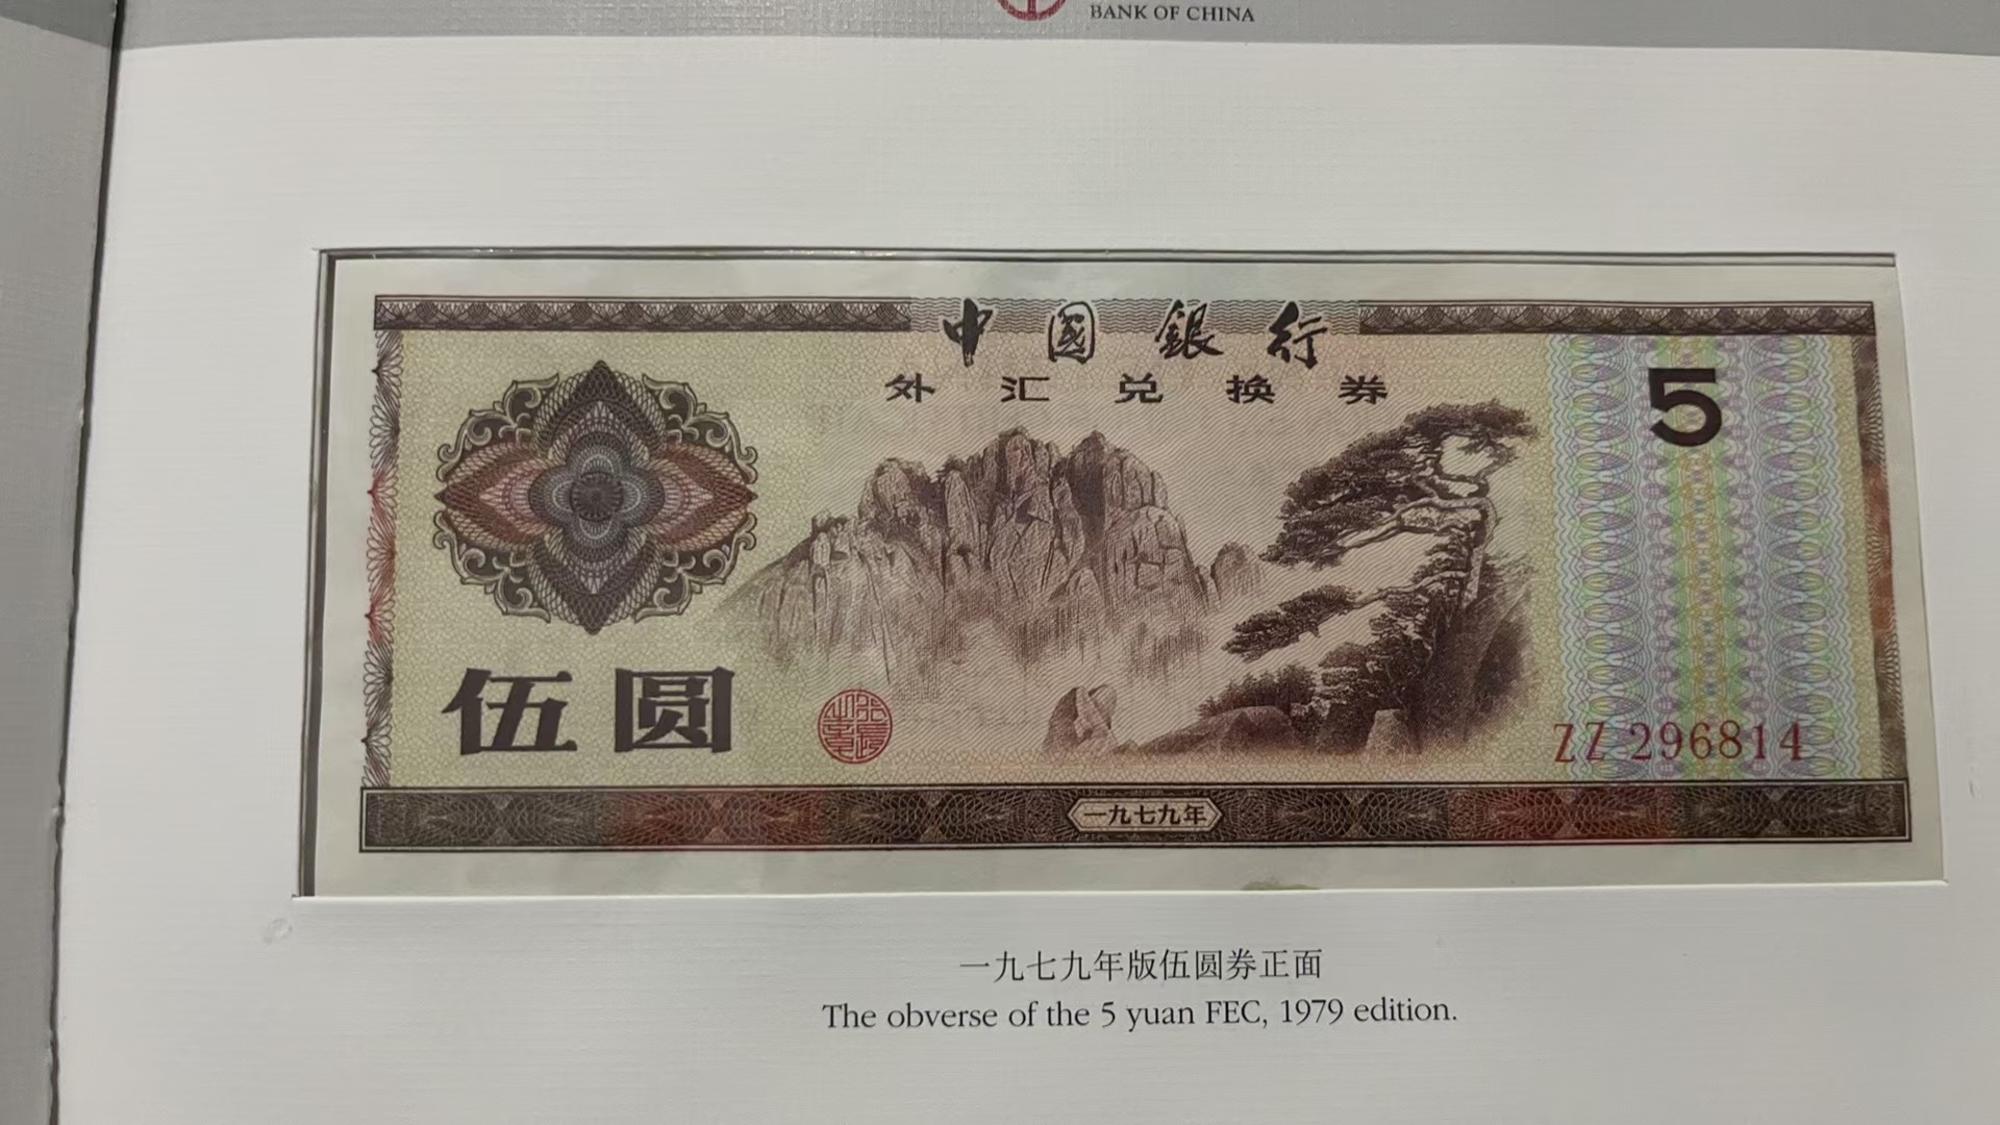 BANK OF CHINA
中國銀行
外汇兑换券
5
伍圆
ZZ 296814
一九七九年
一九七九年版伍圆券正面
The obverse of the 5 yuan FEC, 1979 edition.